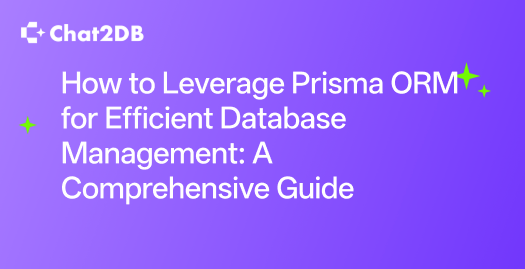 Chat2DB
How to Leverage Prisma ORM
for Efficient Database
Management: A
Comprehensive Guide